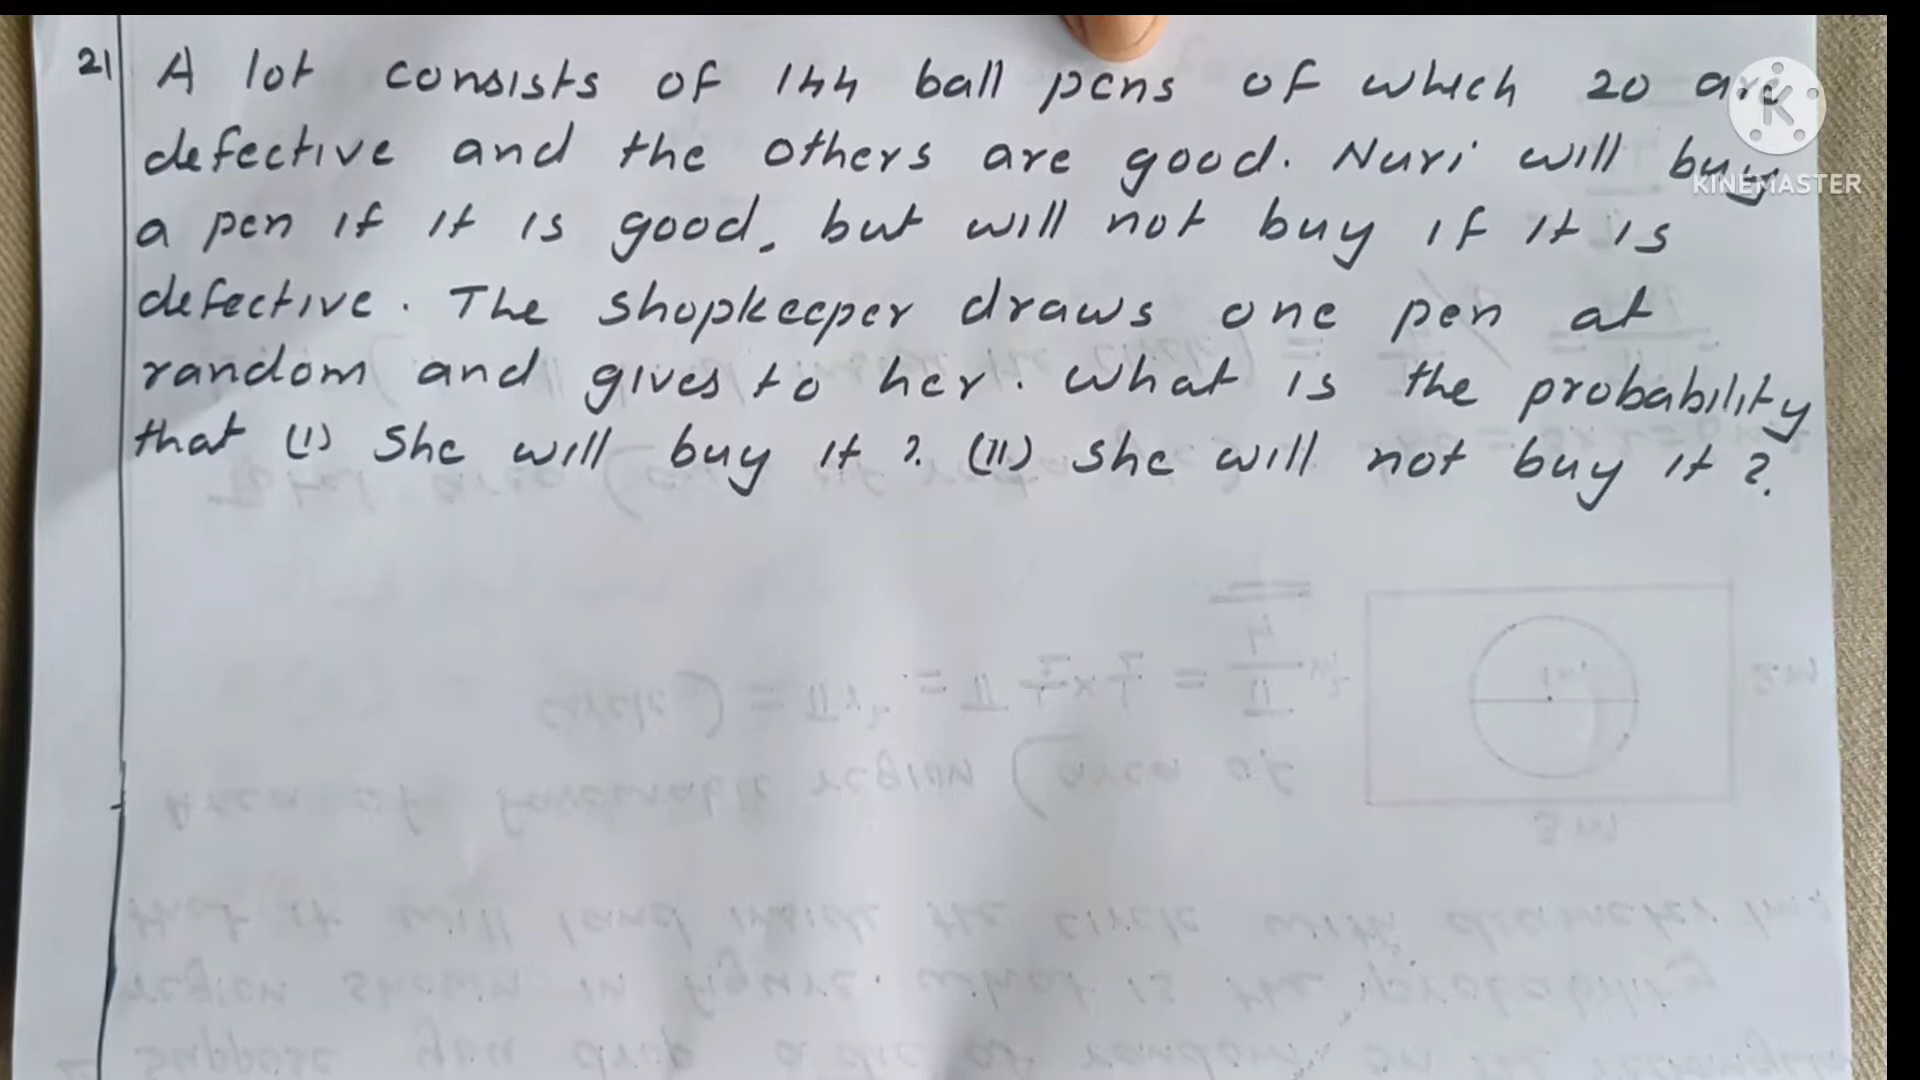 21 A lot consists of 144 ball pens of which 20 are
defective and the others are good. Nuri will buy
a pen if it is good, but will not buy if it is
defective. The shopkeeper draws one pen at
random and gives to her. What is the probability
that (i) She will buy it? (ii) She will not buy it?
KINEMASTER